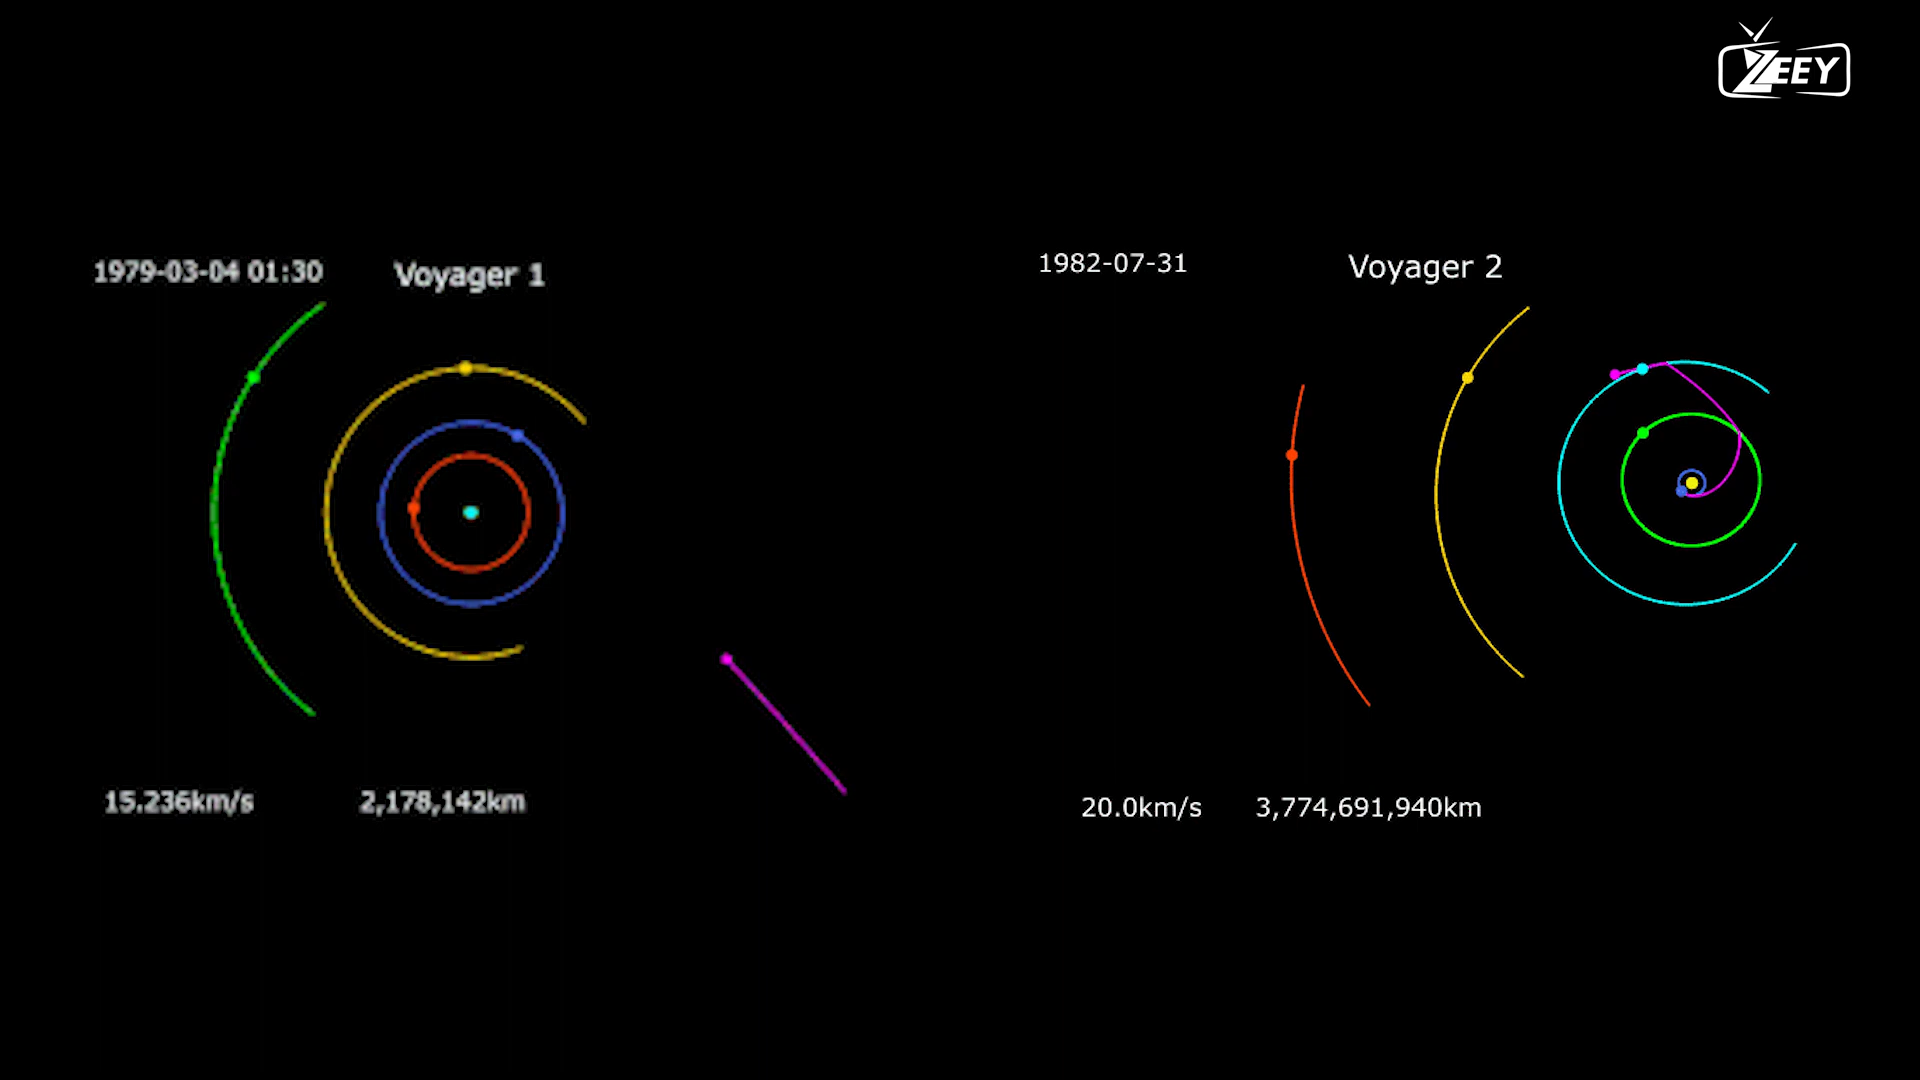 ZEEY
1979-03-04 01:30
Voyager 1
1982-07-31
Voyager 2
15.236km/s
2,178,142km
20.0km/s
3,774,691,940km